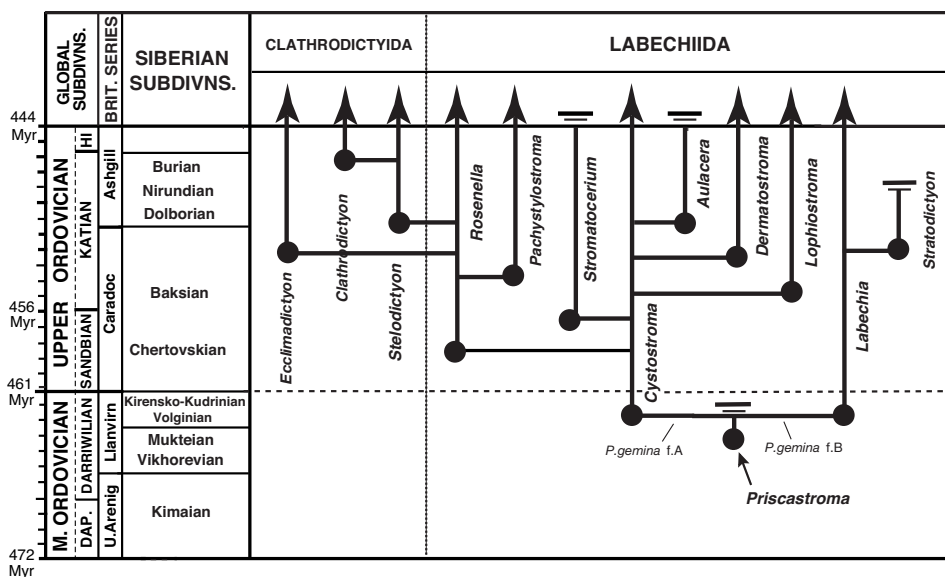 GLOBAL
SUBDIVNS.
BRIT. SERIES
SIBERIAN
SUBDIVNS.
CLATHRODICTYIDA
LABECHIIDA
444
Myr
UPPER ORDOVICIAN
HI
KATIAN
SANDBIAN
Ashgill
Caradoc
Burian
Nirundian
Dolborian
Baksian
456
Myr
Chertovskian
461
Myr
M. ORDOVICIAN
DARRIWILIAN
DAP.
Llanvirn
U.Arenig
Kirensko-Kudrinian
Volginian
Mukteian
Vikhorevian
Kimaian
472
Myr
Ecclimadictyon
Clathrodictyon
Stelodictyon
Rosenella
Pachystylostroma
Stromatocerium
Cystostroma
Aulacera
Dermatostroma
Lophiostroma
Labechia
Stratodictyon
P.gemina f.A
P.gemina f.B
Priscastroma